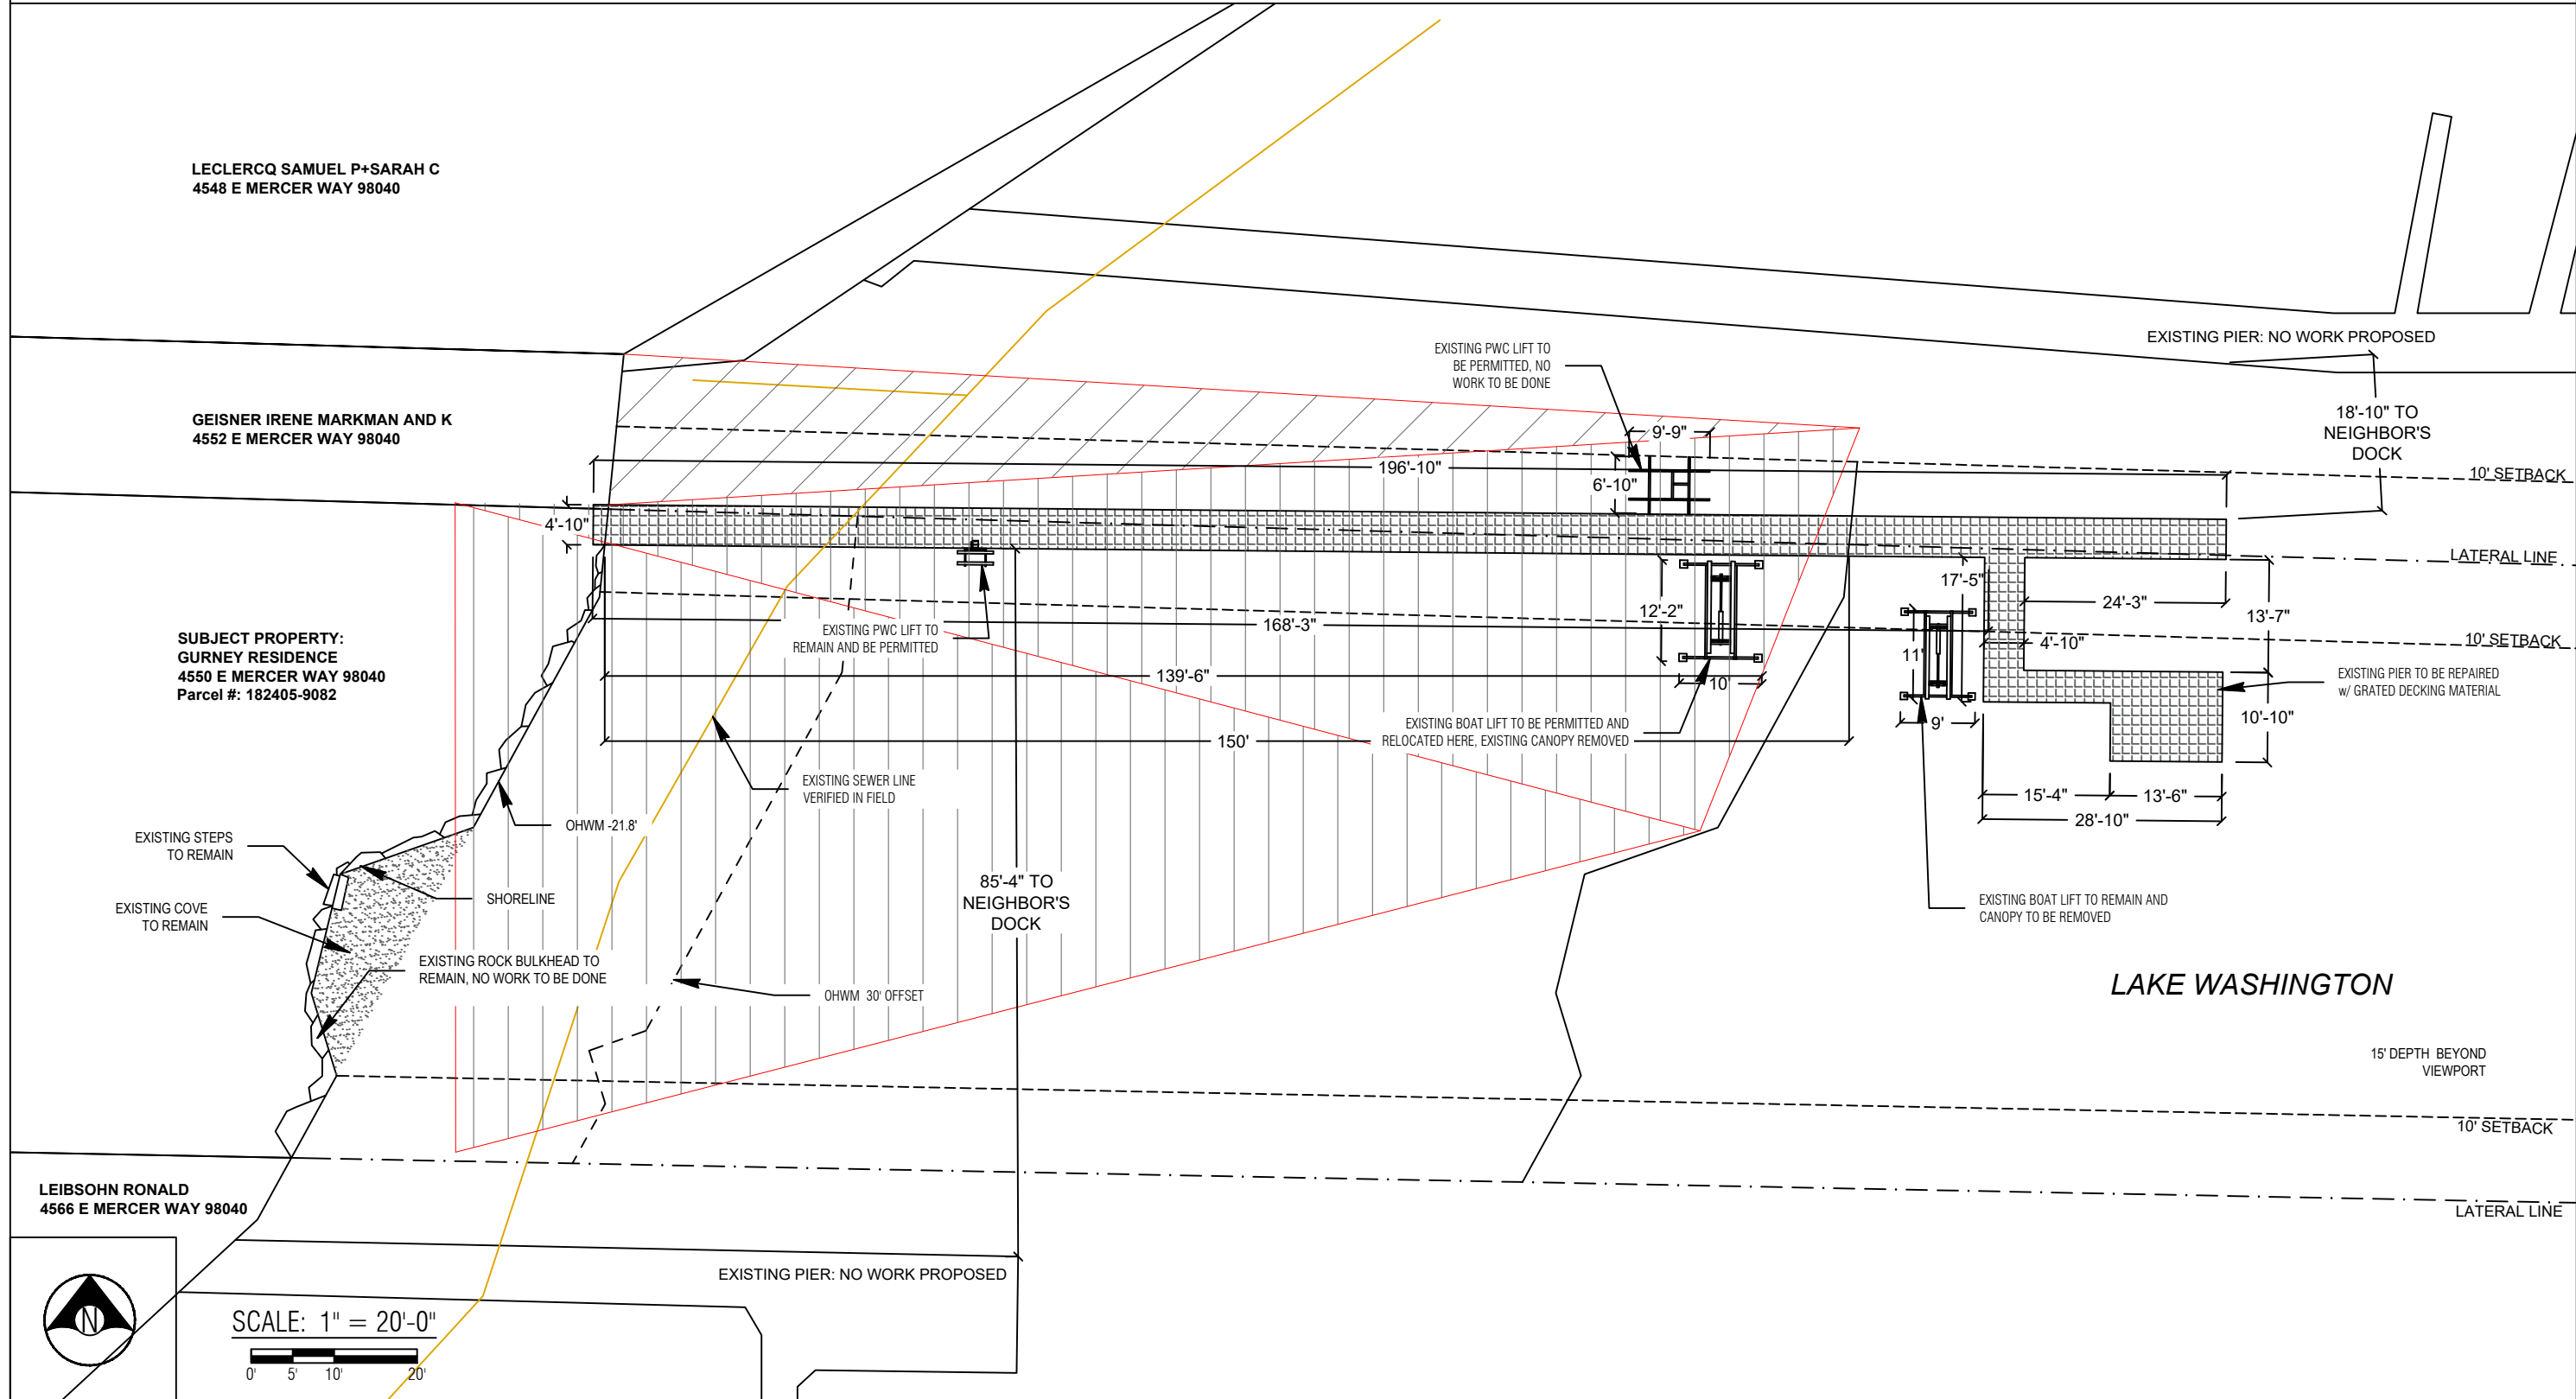 LECLERCQ SAMUEL P+SARAH C
4548 E MERCER WAY 98040
EXISTING PIER: NO WORK PROPOSED
EXISTING PWC LIFT TO
BE PERMITTED, NO
WORK TO BE DONE
18'-10" TO
NEIGHBOR'S
DOCK
GEISNER IRENE MARKMAN AND K
4552 E MERCER WAY 98040
9'-9"
196'-10"
6'-10"
10' SETBACK
4'-10"
LATERAL LINE
17'-5"
24'-3"
13'-7"
12'-2"
168'-3"
EXISTING PWC LIFT TO
REMAIN AND BE PERMITTED
10' SETBACK
4'-10"
11'
SUBJECT PROPERTY:
GURNEY RESIDENCE
4550 E MERCER WAY 98040
Parcel #: 182405-9082
139'-6"
10'
EXISTING PIER TO BE REPAIRED
w/ GRATED DECKING MATERIAL
10'-10"
9'
EXISTING BOAT LIFT TO BE PERMITTED AND
RELOCATED HERE, EXISTING CANOPY REMOVED
150'
EXISTING SEWER LINE
VERIFIED IN FIELD
15'-4"
13'-6"
28'-10"
OHWM -21.8'
EXISTING STEPS
TO REMAIN
SHORELINE
85'-4" TO
NEIGHBOR'S
DOCK
EXISTING COVE
TO REMAIN
EXISTING BOAT LIFT TO REMAIN AND
CANOPY TO BE REMOVED
EXISTING ROCK BULKHEAD TO
REMAIN, NO WORK TO BE DONE
OHWM 30' OFFSET
LAKE WASHINGTON
15' DEPTH BEYOND
VIEWPORT
10' SETBACK
LEIBSOHN RONALD
4566 E MERCER WAY 98040
LATERAL LINE
EXISTING PIER: NO WORK PROPOSED
N
SCALE: 1" = 20'-0"
0' 5' 10' 20'